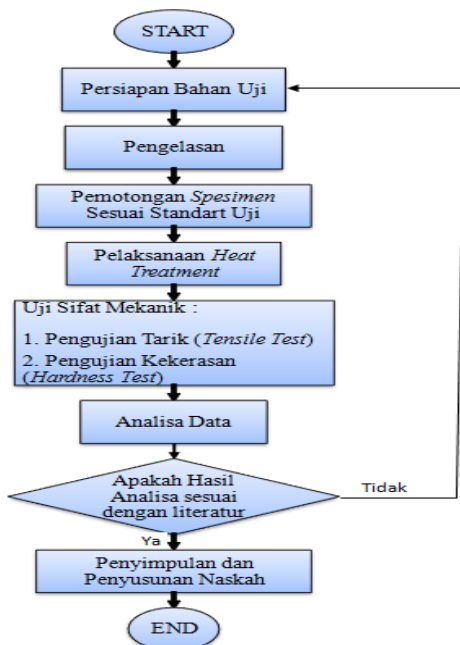 START
Persiapan Bahan Uji
Pengelasan
Pemotongan Spesimen
Sesuai Standart Uji
Pelaksanaan Heat
Treatment
Uji Sifat Mekanik :
1. Pengujian Tarik (Tensile Test)
2. Pengujian Kekerasan
(Hardness Test)
Analisa Data
Apakah Hasil
Analisa sesuai
dengan literatur
Tidak
Ya
Penyimpulan dan
Penyusunan Naskah
END